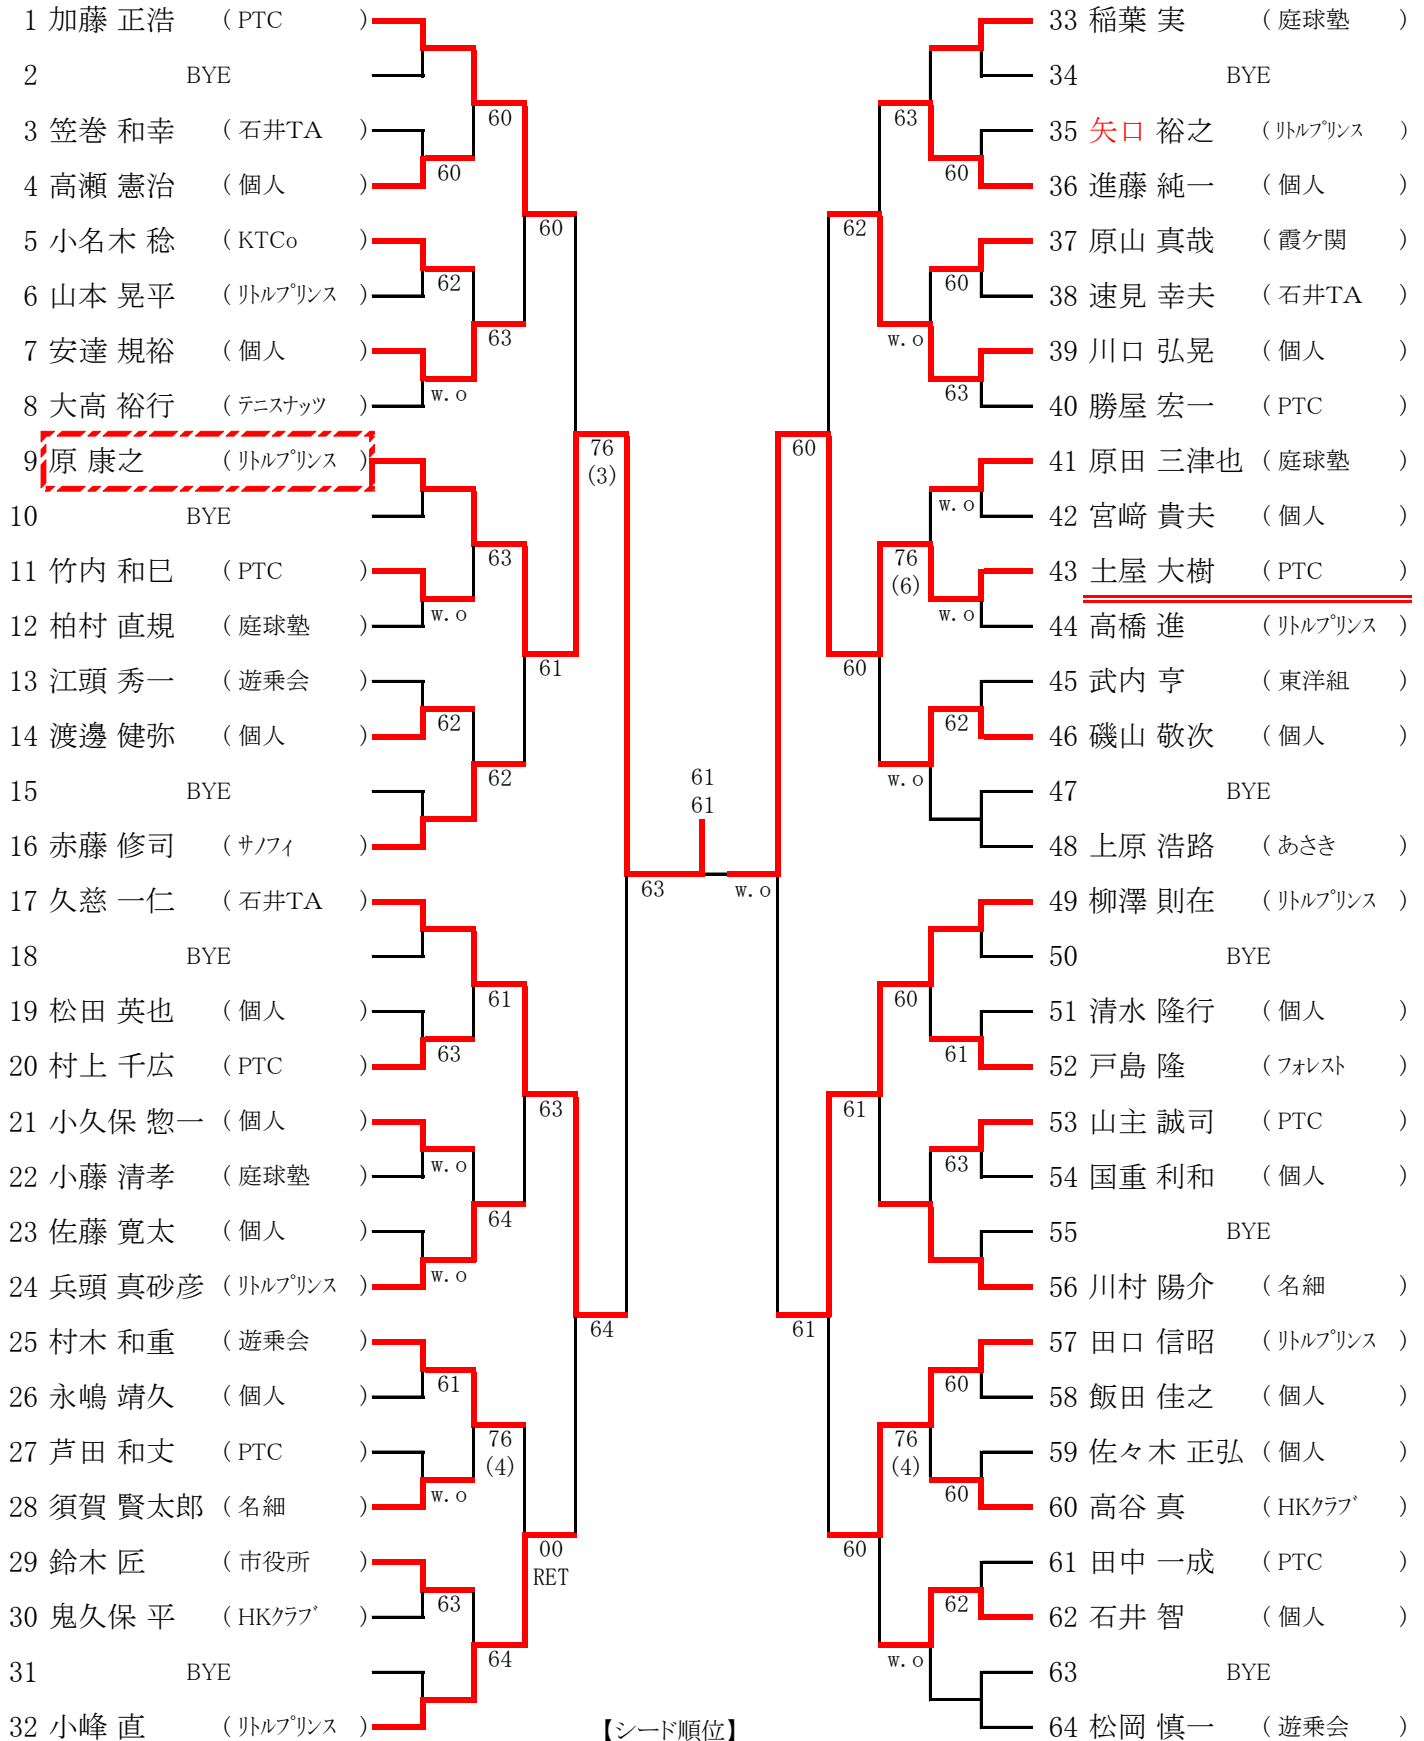 1 加藤 正浩 ( PTC )
2 BYE
3 笠巻 和幸 ( 石井TA )
4 高瀬 憲治 ( 個人 )
5 小名木 稔 ( KTCo )
6 山本 晃平 ( リトルプリンス )
7 安達 規裕 ( 個人 )
8 大高 裕行 ( テニスナッツ )
9 原 康之 ( リトルプリンス )
10 BYE
11 竹内 和巳 ( PTC )
12 柏村 直規 ( 庭球塾 )
13 江頭 秀一 ( 遊乗会 )
14 渡邊 健弥 ( 個人 )
15 BYE
16 赤藤 修司 ( サノフィ )
17 久慈 一仁 ( 石井TA )
18 BYE
19 松田 英也 ( 個人 )
20 村上 千広 ( PTC )
21 小久保 惣一 ( 個人 )
22 小藤 清孝 ( 庭球塾 )
23 佐藤 寛太 ( 個人 )
24 兵頭 真砂彦 ( リトルプリンス )
25 村木 和重 ( 遊乗会 )
26 永嶋 靖久 ( 個人 )
27 芦田 和丈 ( PTC )
28 須賀 賢太郎 ( 名細 )
29 鈴木 匠 ( 市役所 )
30 鬼久保 平 ( HKクラブ )
31 BYE
32 小峰 直 ( リトルプリンス )
60
62
w.o
w.o
62
63
w.o
w.o
61
w.o
63
60
63
63
62
61
64
76
(4)
64
60
61
63
00
RET
76
(3)
64
63
61
61
w.o
60
61
62
60
61
60
63
w.o
76
(6)
w.o
60
76
(4)
w.o
60
60
63
w.o
w.o
62
61
63
60
60
62
33 稲葉 実 ( 庭球塾 )
34 BYE
35 矢口 裕之 ( リトルプリンス )
36 進藤 純一 ( 個人 )
37 原山 真哉 ( 霞ケ関 )
38 速見 幸夫 ( 石井TA )
39 川口 弘晃 ( 個人 )
40 勝屋 宏一 ( PTC )
41 原田 三津也 ( 庭球塾 )
42 宮﨑 貴夫 ( 個人 )
43 土屋 大樹 ( PTC )
44 高橋 進 ( リトルプリンス )
45 武内 亨 ( 東洋組 )
46 磯山 敬次 ( 個人 )
47 BYE
48 上原 浩路 ( あさき )
49 柳澤 則在 ( リトルプリンス )
50 BYE
51 清水 隆行 ( 個人 )
52 戸島 隆 ( フォレスト )
53 山主 誠司 ( PTC )
54 国重 利和 ( 個人 )
55 BYE
56 川村 陽介 ( 名細 )
57 田口 信昭 ( リトルプリンス )
58 飯田 佳之 ( 個人 )
59 佐々木 正弘 ( 個人 )
60 高谷 真 ( HKクラブ )
61 田中 一成 ( PTC )
62 石井 智 ( 個人 )
63 BYE
64 松岡 慎一 ( 遊乗会 )
【シード順位】